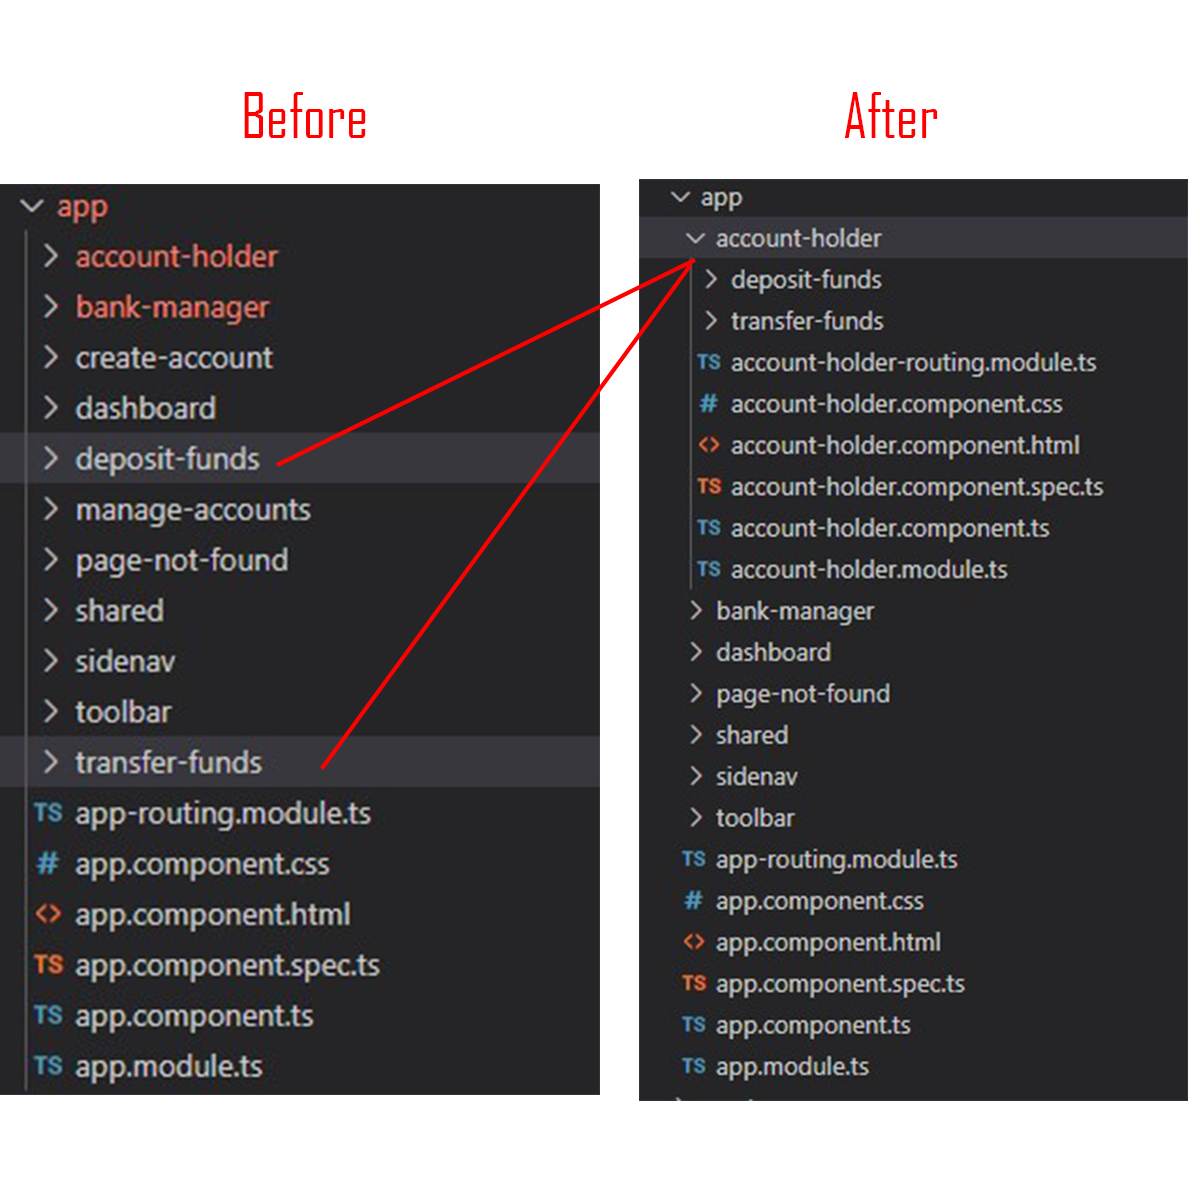 Before
app
account-holder
bank-manager
create-account
dashboard
deposit-funds
manage-accounts
page-not-found
shared
sidenav
toolbar
transfer-funds
TS app-routing.module.ts
# app.component.css
<> app.component.html
TS app.component.spec.ts
TS app.component.ts
TS app.module.ts
After
app
account-holder
deposit-funds
transfer-funds
TS account-holder-routing.module.ts
# account-holder.component.css
<> account-holder.component.html
TS account-holder.component.spec.ts
TS account-holder.component.ts
TS account-holder.module.ts
bank-manager
dashboard
page-not-found
shared
sidenav
toolbar
TS app-routing.module.ts
# app.component.css
<> app.component.html
TS app.component.spec.ts
TS app.component.ts
TS app.module.ts